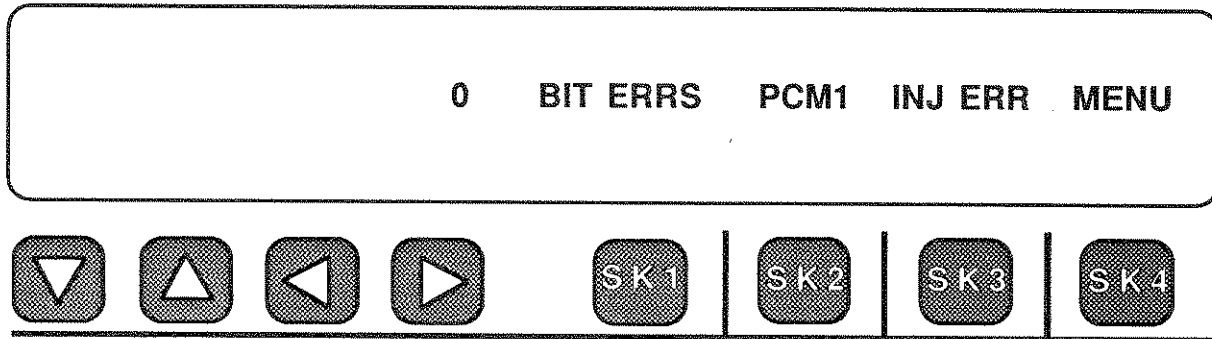 0 BIT ERRS PCM1 INJ ERR MENU
SK1 SK2 SK3 SK4